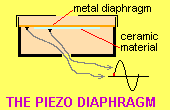 metal diaphragm
ceramic
material
THE PIEZO DIAPHRAGM